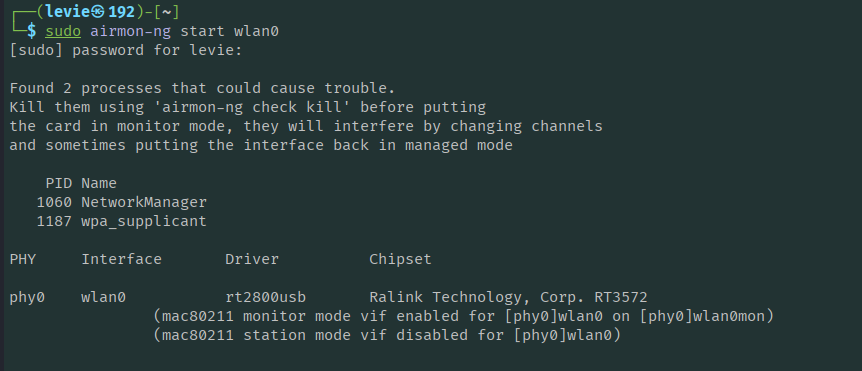 ┌──(levie㉿192)-[~]
└─$ sudo airmon-ng start wlan0
[sudo] password for levie:
Found 2 processes that could cause trouble.
Kill them using 'airmon-ng check kill' before putting
the card in monitor mode, they will interfere by changing channels
and sometimes putting the interface back in managed mode
PID Name
1060 NetworkManager
1187 wpa_supplicant
PHY Interface Driver Chipset
phy0 wlan0 rt2800usb Ralink Technology, Corp. RT3572
(mac80211 monitor mode vif enabled for [phy0]wlan0 on [phy0]wlan0mon)
(mac80211 station mode vif disabled for [phy0]wlan0)